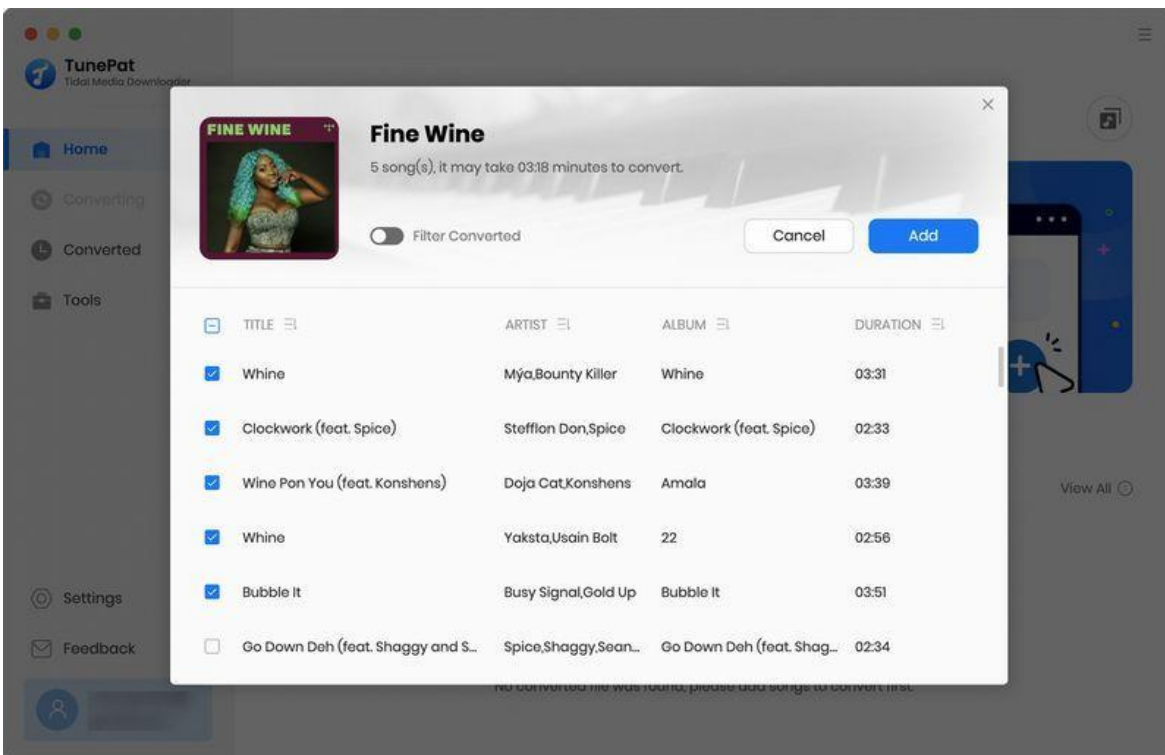 TunePat
Tidal Media Downloader
Home
Converting
Converted
Tools
Settings
Feedback
FINE WINE
Fine Wine
5 song(s), it may take 03:18 minutes to convert.
Filter Converted
Cancel
Add
TITLE ARTIST ALBUM DURATION
Whine Mýa,Bounty Killer Whine 03:31
Clockwork (feat. Spice) Stefflon Don,Spice Clockwork (feat. Spice) 02:33
Wine Pon You (feat. Konshens) Doja Cat,Konshens Amala 03:39
Whine Yaksta,Usain Bolt 22 02:56
Bubble It Busy Signal,Gold Up Bubble It 03:51
Go Down Deh (feat. Shaggy and S... Spice,Shaggy,Sean... Go Down Deh (feat. Shag... 02:34
View All
No converted file was found, please add songs to convert first.